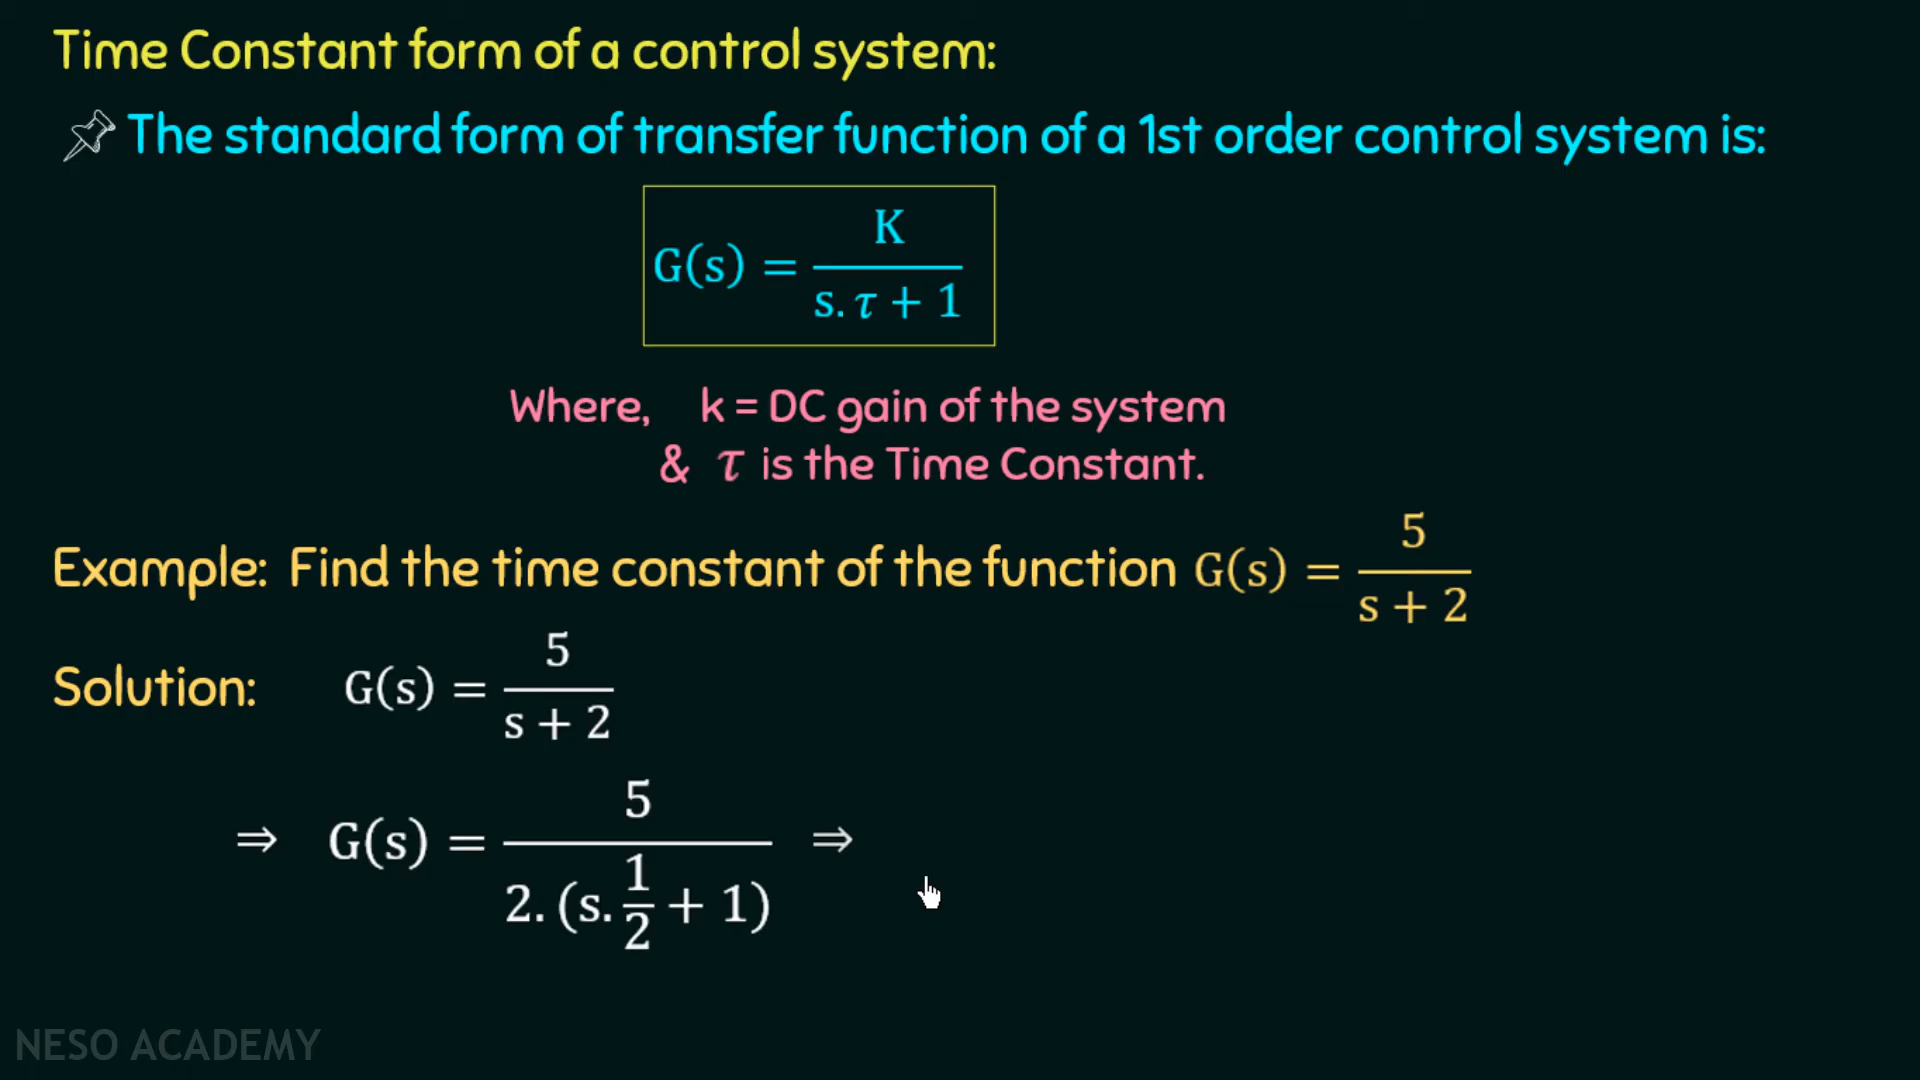 Time Constant form of a control system:
The standard form of transfer function of a 1st order control system is:
G(s) = K / (s. τ + 1)
Where, k = DC gain of the system
& τ is the Time Constant.
Example: Find the time constant of the function G(s) = 5 / (s + 2)
Solution: G(s) = 5 / (s + 2)
⇒ G(s) = 5 / (2. (s. 1/2 + 1)) ⇒
NESO ACADEMY